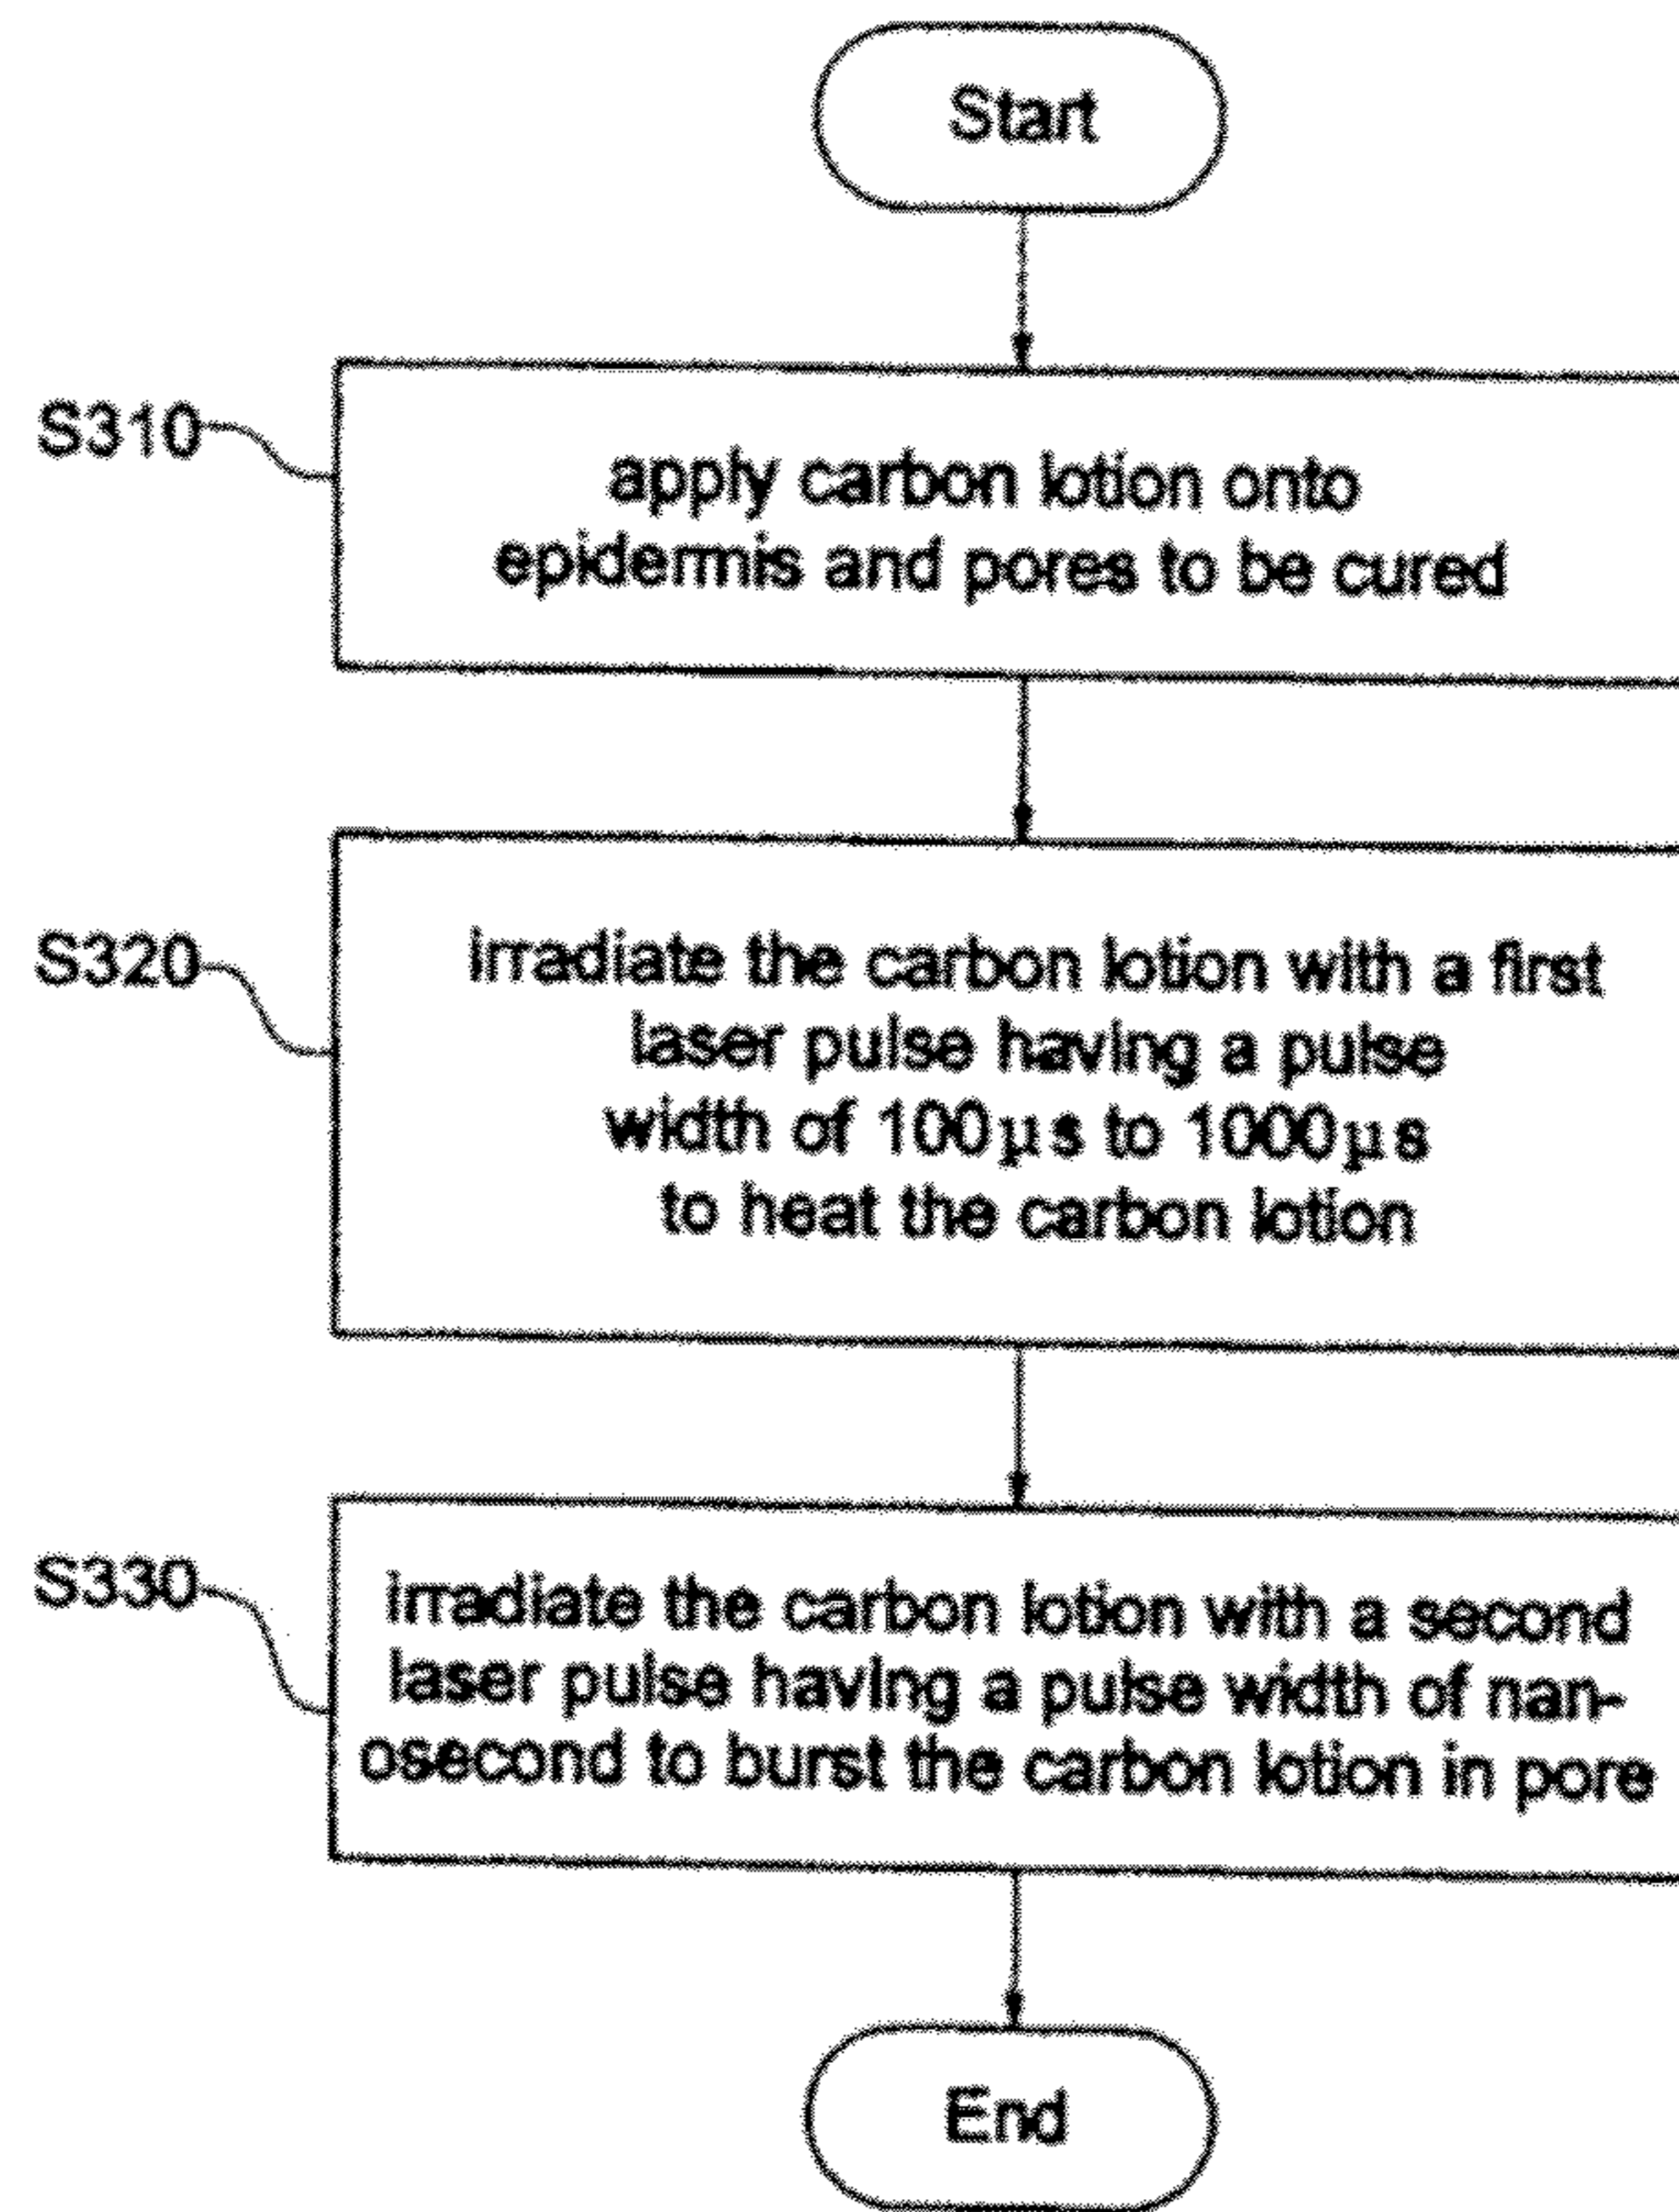 Start
S310
apply carbon lotion onto
epidermis and pores to be cured
S320
irradiate the carbon lotion with a first
laser pulse having a pulse
width of 100µs to 1000µs
to heat the carbon lotion
S330
irradiate the carbon lotion with a second
laser pulse having a pulse width of nan-
osecond to burst the carbon lotion in pore
End